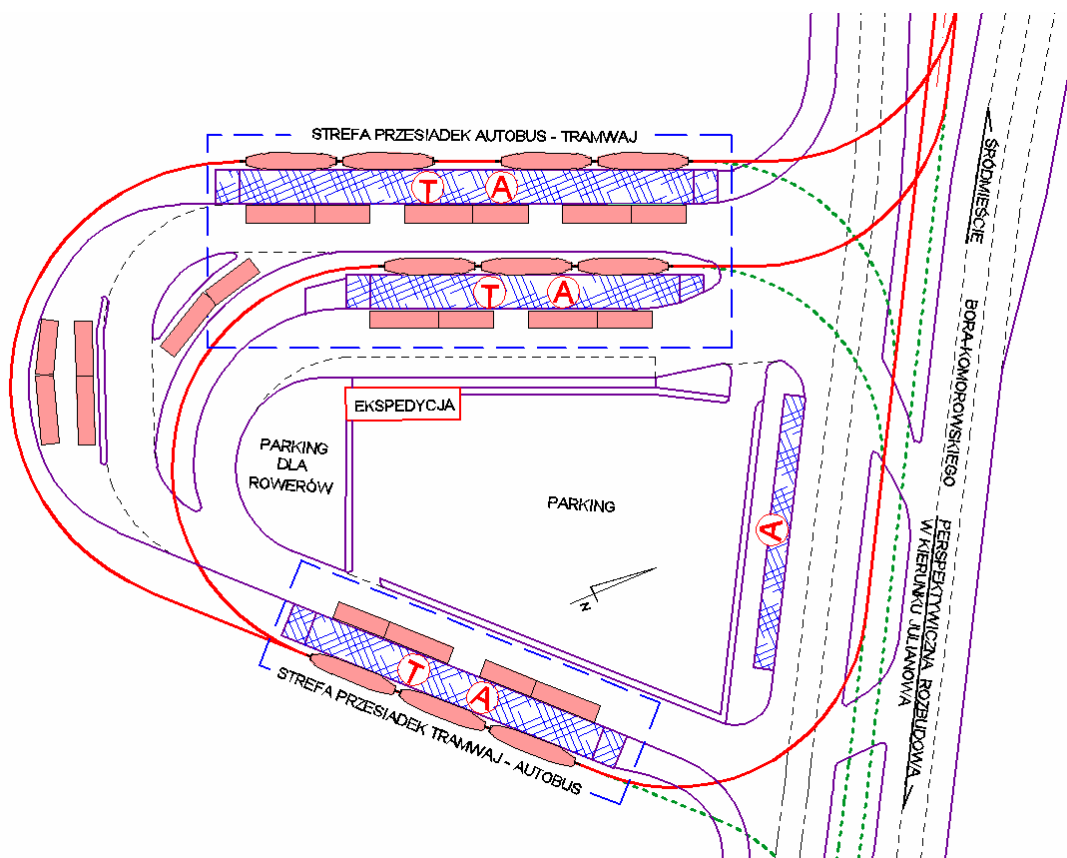 STREFA PRZESIADEK AUTOBUS - TRAMWAJ
T
A
ŚRÓDMIEŚCIE
T
A
BORA-KOMOROWSKIEGO
EKSPEDYCJA
PARKING
DLA
ROWERÓW
PARKING
A
PERSPEKTYWICZNA ROZBUDOWA
W KIERUNKU JULIANOWA
N
T
A
STREFA PRZESIADEK TRAMWAJ - AUTOBUS